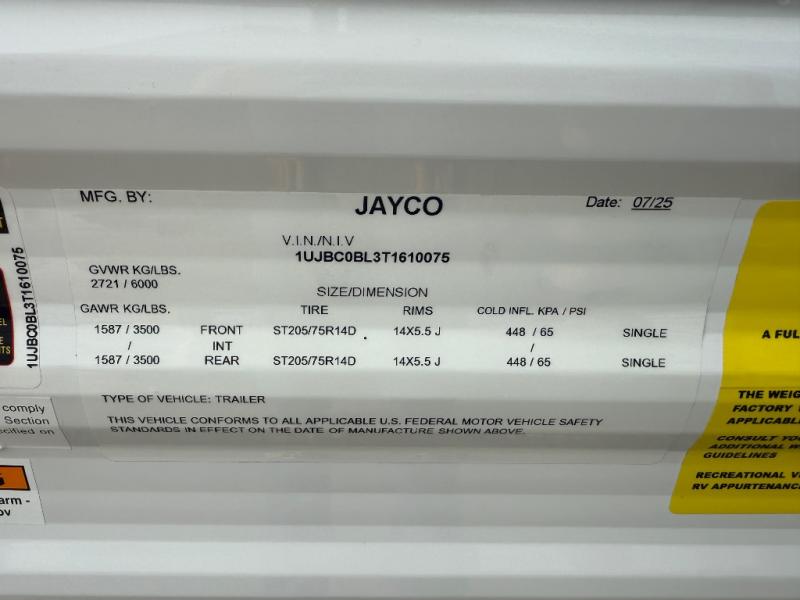 MFG. BY: JAYCO Date: 07/25
V.I.N./N.I.V
1UJBC0BL3T1610075
GVWR KG/LBS.
2721 / 6000
SIZE/DIMENSION
GAWR KG/LBS. TIRE RIMS COLD INFL. KPA / PSI
1587 / 3500 FRONT ST205/75R14D 14X5.5 J 448 / 65 SINGLE
/ INT /
1587 / 3500 REAR ST205/75R14D 14X5.5 J 448 / 65 SINGLE
TYPE OF VEHICLE: TRAILER
THIS VEHICLE CONFORMS TO ALL APPLICABLE U.S. FEDERAL MOTOR VEHICLE SAFETY
STANDARDS IN EFFECT ON THE DATE OF MANUFACTURE SHOWN ABOVE.
1UJBC0BL3T1610075
comply
Section
A FUL
THE WEIG
FACTORY
APPLICABL
CONSULT YOU
ADDITIONAL W
GUIDELINES
RECREATIONAL V
RV APPURTENANC